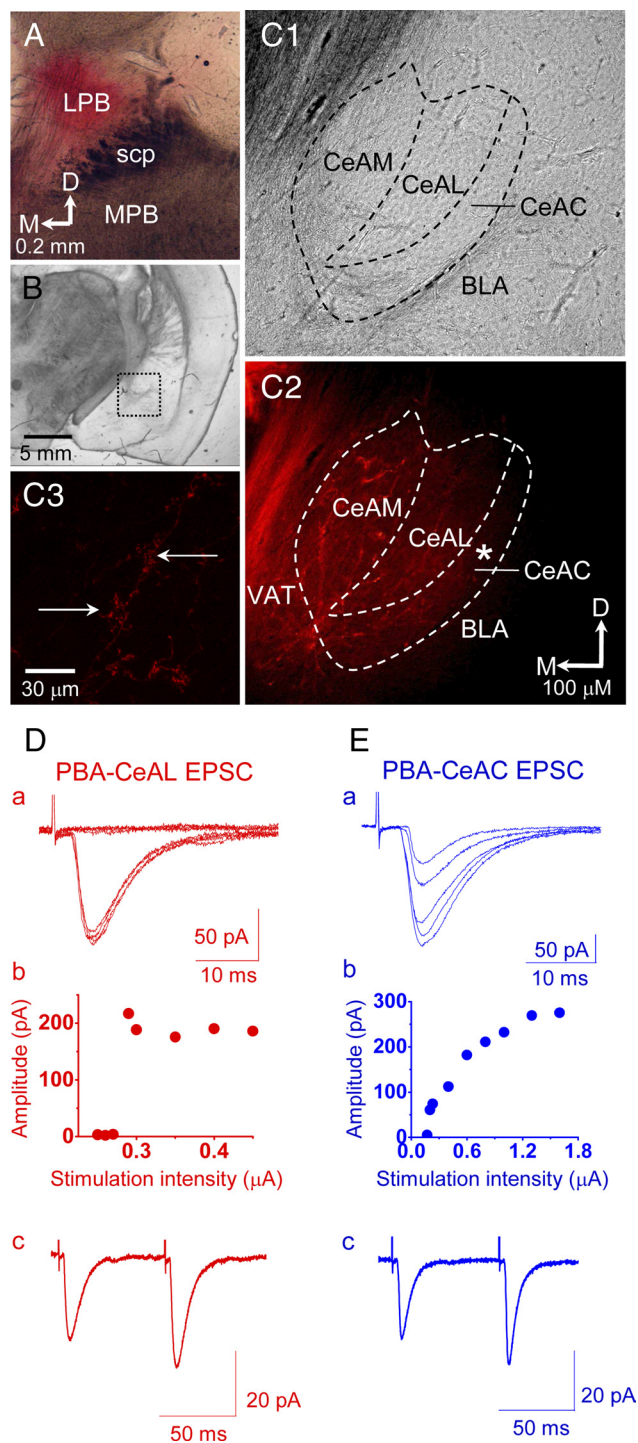 A
LPB
scp
D
M
MPB
0.2 mm
B
5 mm
C3
30 μm
C1
CeAM
CeAL
CeAC
BLA
C2
CeAM
CeAL
*
CeAC
VAT
BLA
D
M
100 μM
D
PBA-CeAL EPSC
a
50 pA
10 ms
b
Amplitude (pA)
200
100
0
0.3
0.4
Stimulation intensity (μA)
c
20 pA
50 ms
E
PBA-CeAC EPSC
a
50 pA
10 ms
b
Amplitude (pA)
300
200
100
0
0.0
0.6
1.2
1.8
Stimulation intensity (μA)
c
20 pA
50 ms